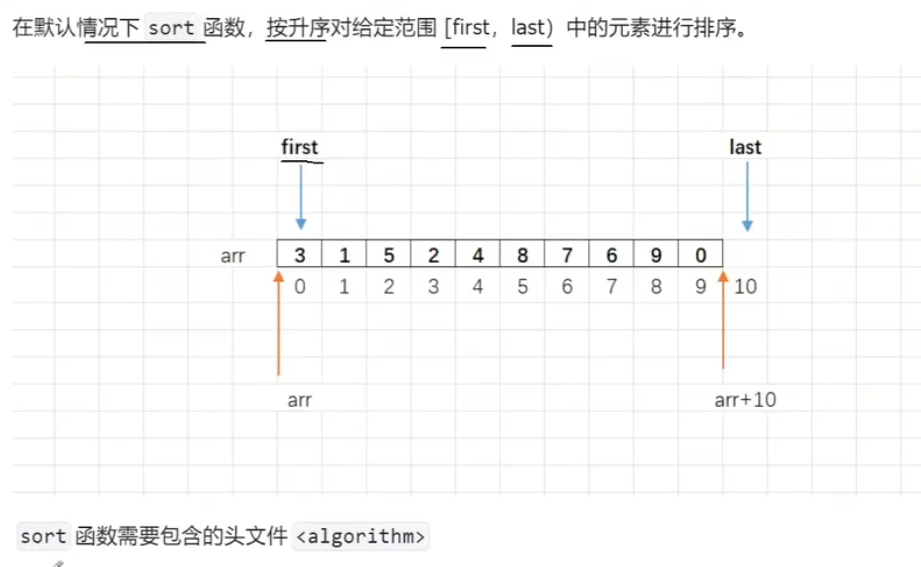 在默认情况下 sort 函数，按升序对给定范围 [first，last) 中的元素进行排序。
first last
arr 3 1 5 2 4 8 7 6 9 0
0 1 2 3 4 5 6 7 8 9 10
arr arr+10
sort 函数需要包含的头文件 <algorithm>